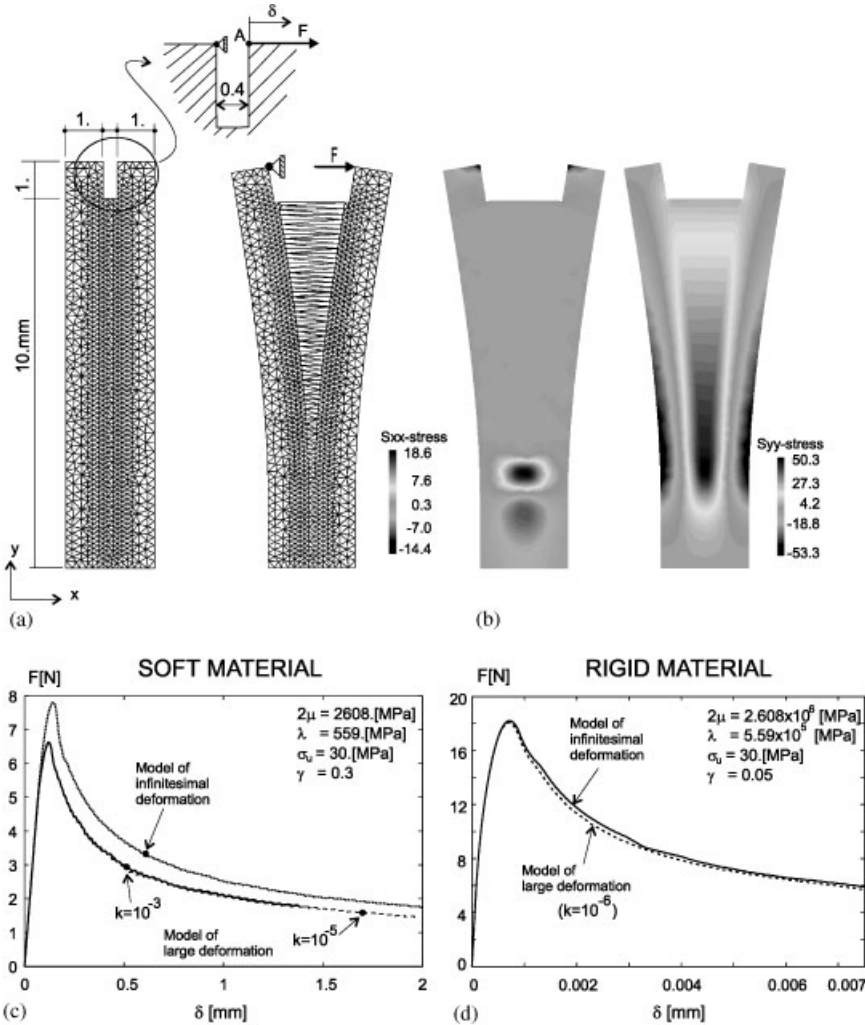 δ
A
F
0.4
1.
1.
1.
10.mm
F
y
x
Sxx-stress
18.6
7.6
0.3
-7.0
-14.4
Syy-stress
50.3
27.3
4.2
-18.8
-53.3
(a)
(b)
F[N]
SOFT MATERIAL
8
7
6
5
4
3
2
1
0
2μ = 2608.[MPa]
λ = 559.[MPa]
σu = 30.[MPa]
γ = 0.3
Model of
infinitesimal
deformation
k=10⁻³
Model of
large deformation
k=10⁻⁵
0
0.5
1
1.5
2
(c)
δ [mm]
F[N]
RIGID MATERIAL
20
16
12
8
4
0
2μ = 2.608x10⁶ [MPa]
λ = 5.59x10⁵ [MPa]
σu = 30.[MPa]
γ = 0.05
Model of
infinitesimal
deformation
Model of
large deformation
(k=10⁻⁶)
0
0.002
0.004
0.006
0.0075
(d)
δ [mm]